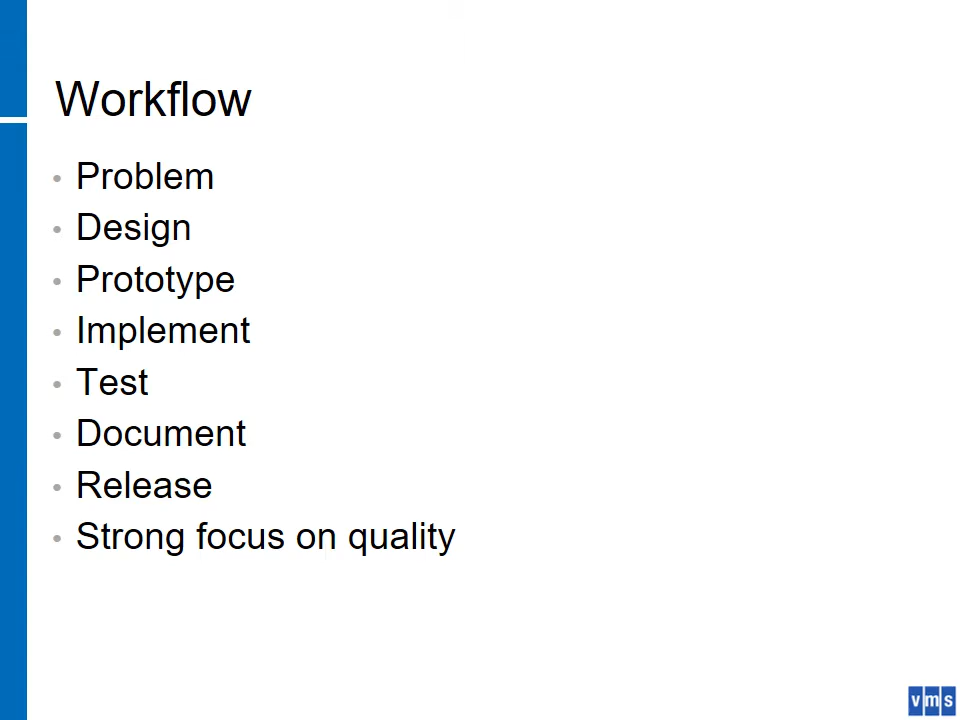 Workflow
• Problem
• Design
• Prototype
• Implement
• Test
• Document
• Release
• Strong focus on quality
vms